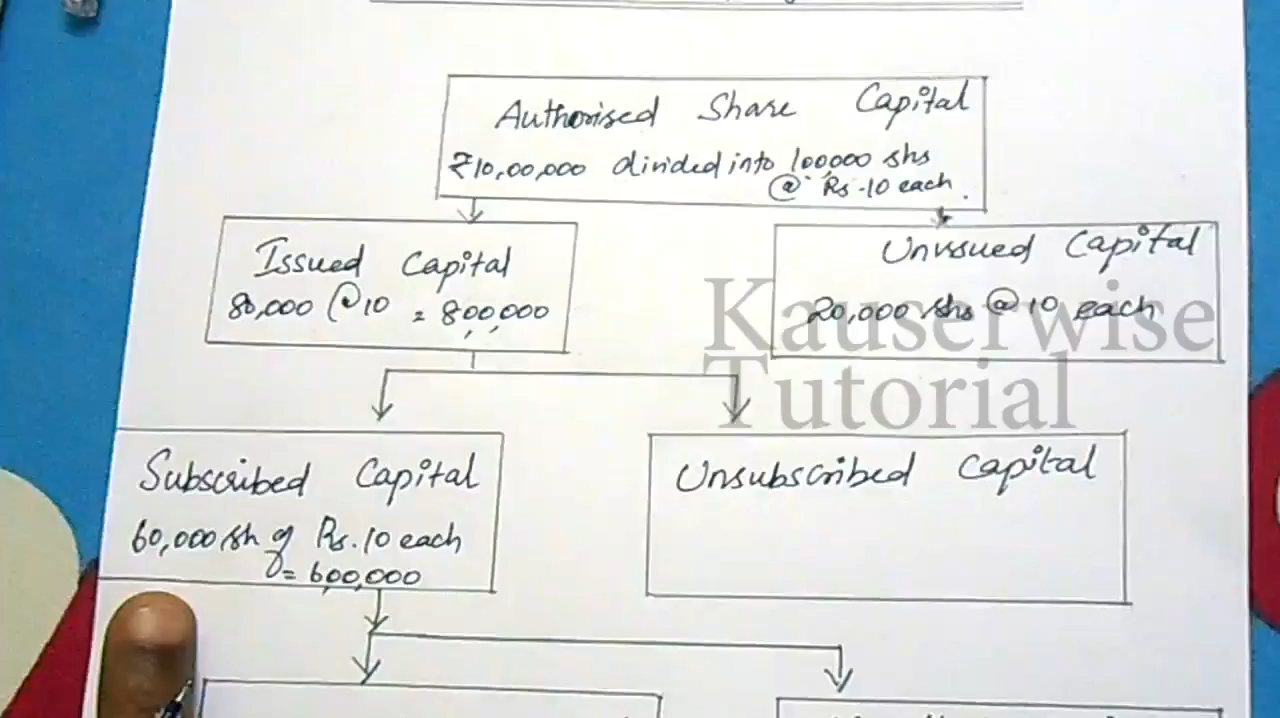 Authorised Share Capital
₹10,00,000 divided into 100000 shs
@ Rs.10 each.
Issued Capital
80,000 @10 = 800,000
Unissued Capital
20,000 shs @ 10 each
Kauserwise
Tutorial
Subscribed Capital
60,000 sh of Rs.10 each
= 600,000
Unsubscribed Capital